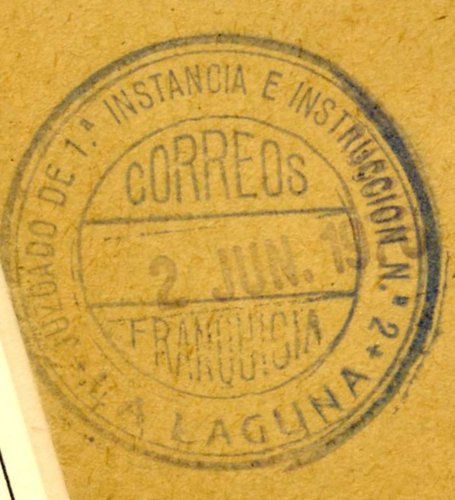 JUZGADO DE 1.ª INSTANCIA E INSTRUCCION N.º 2
CORREOS
2 JUN.
FRANQUICIA
LA LAGUNA